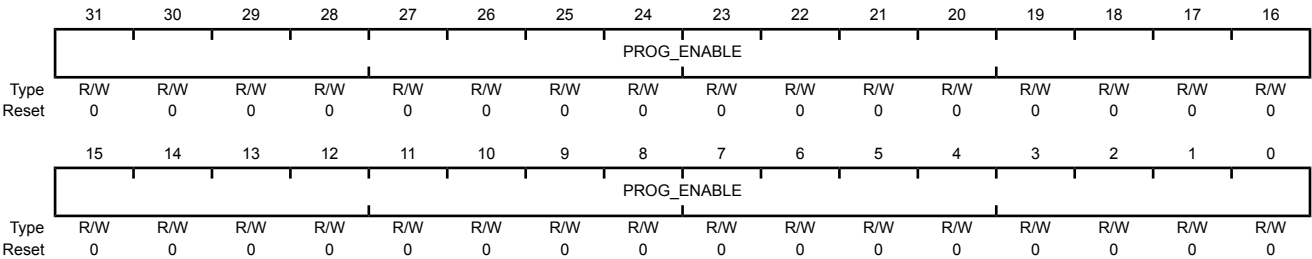 31 30 29 28 27 26 25 24 23 22 21 20 19 18 17 16
PROG_ENABLE
Type R/W R/W R/W R/W R/W R/W R/W R/W R/W R/W R/W R/W R/W R/W R/W R/W
Reset 0 0 0 0 0 0 0 0 0 0 0 0 0 0 0 0
15 14 13 12 11 10 9 8 7 6 5 4 3 2 1 0
PROG_ENABLE
Type R/W R/W R/W R/W R/W R/W R/W R/W R/W R/W R/W R/W R/W R/W R/W R/W
Reset 0 0 0 0 0 0 0 0 0 0 0 0 0 0 0 0